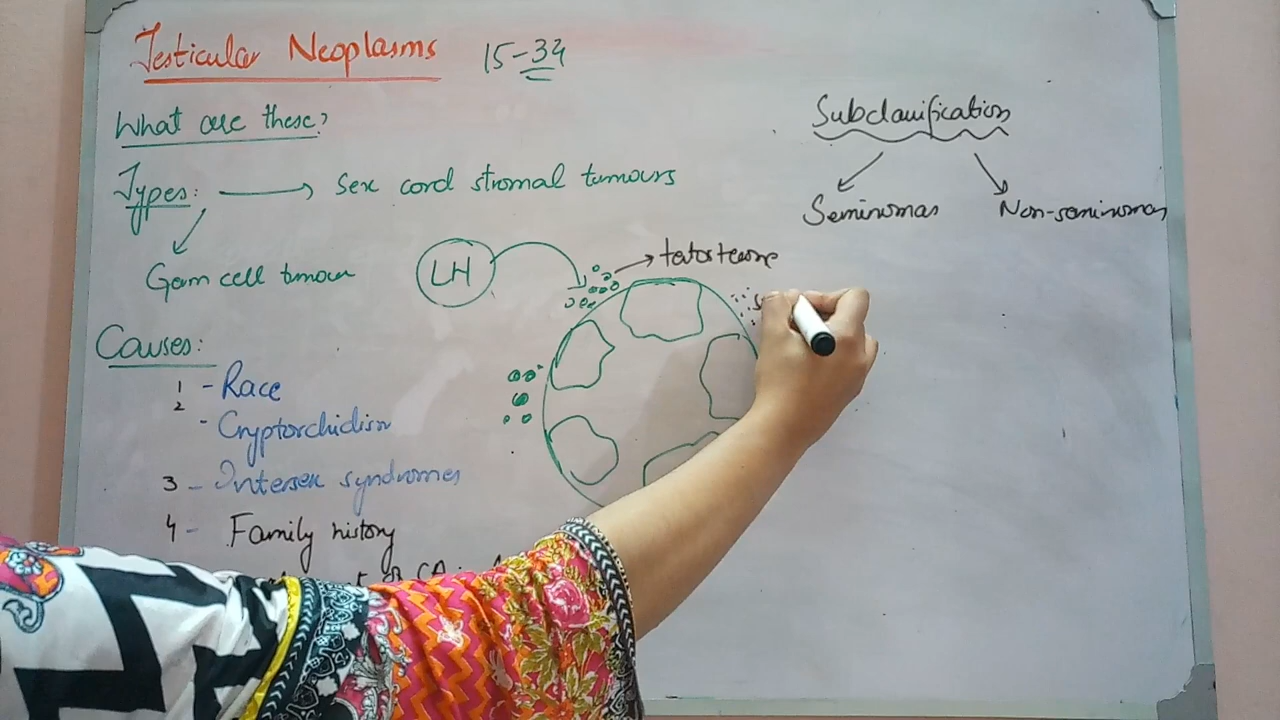 Testicular Neoplasms 15-34
What are these?
Types: → Sex cord stromal tumours
Germ cell tumour
LH
testosterone
Causes:
1 - Race
2 - Cryptorchidism
3 - Intersex syndromes
4 - Family history
Subclassification
Seminomas Non-seminomas